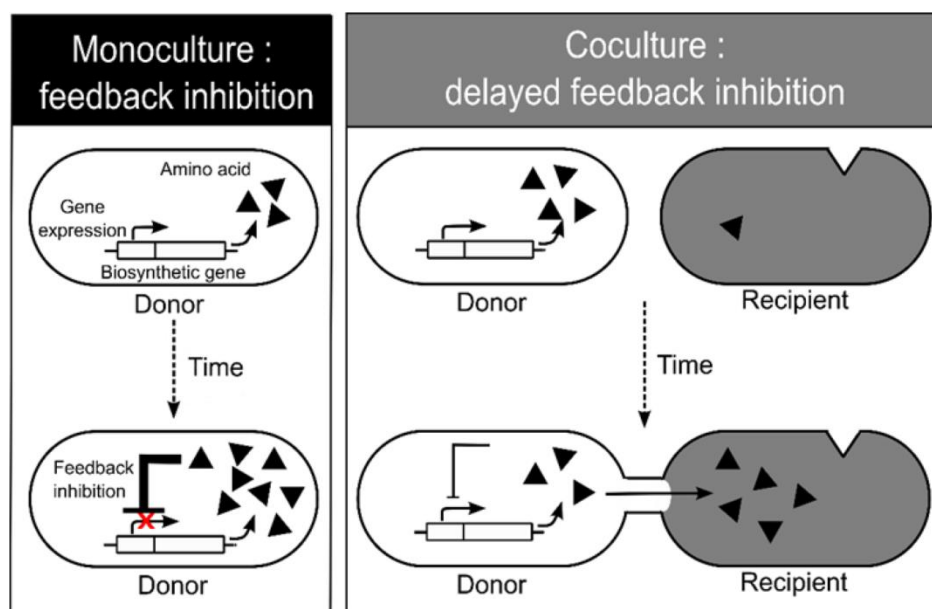 Monoculture :
feedback inhibition
Amino acid
Gene
expression
Biosynthetic gene
Donor
Time
Feedback
inhibition
X
Donor
Coculture :
delayed feedback inhibition
Donor
Recipient
Time
Donor
Recipient